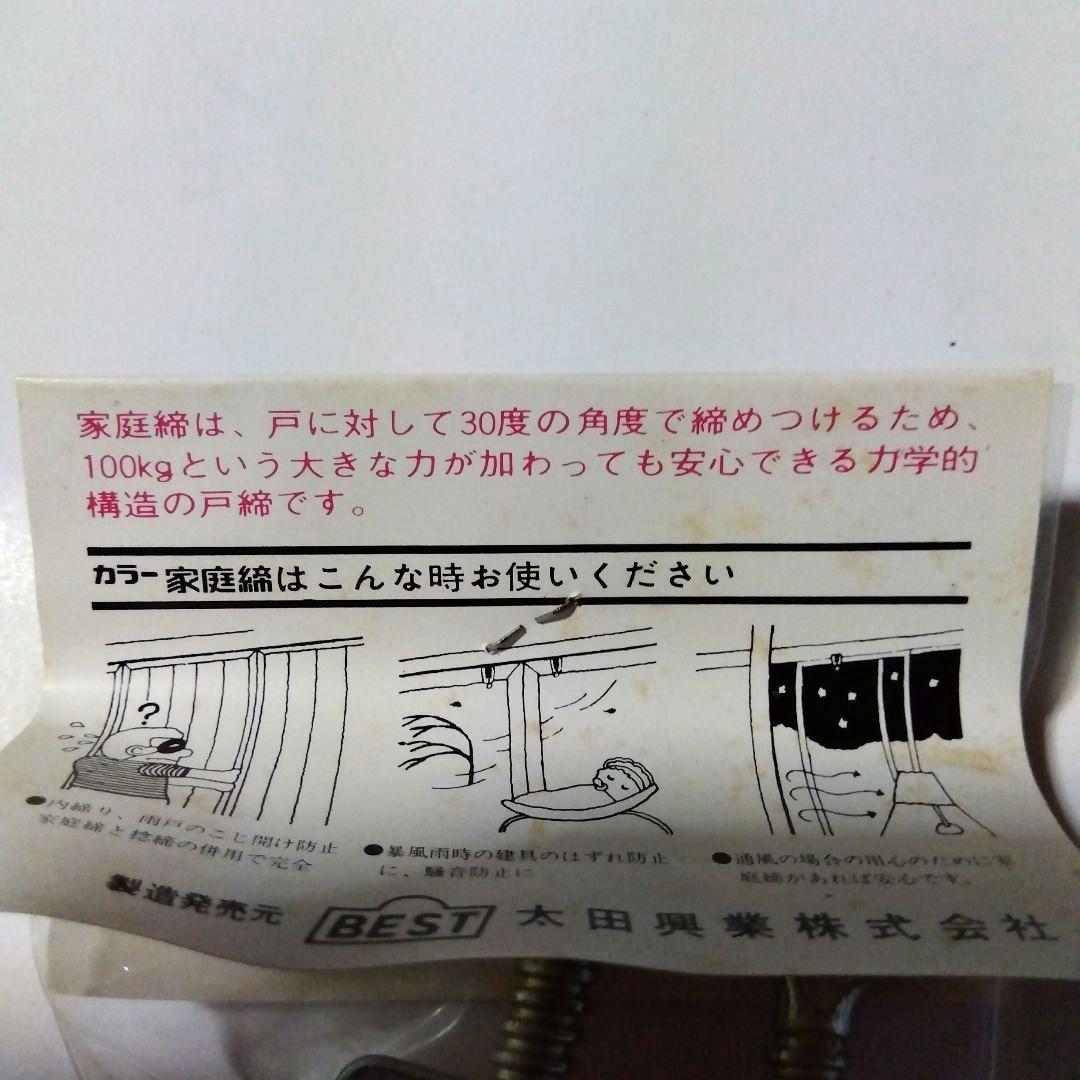 家庭締は、戸に対して30度の角度で締めつけるため、
100kgという大きな力が加わっても安心できる力学的
構造の戸締です。
カラー家庭締はこんな時お使いください
?
●内締り、雨戸のこじ開け防止
家庭締と捻締の併用で完全
●暴風雨時の建具のはずれ防止
に、騒音防止に
●通風の場合の用心のために家
庭締があれば安心です。
製造発売元 BEST 太田興業株式会社